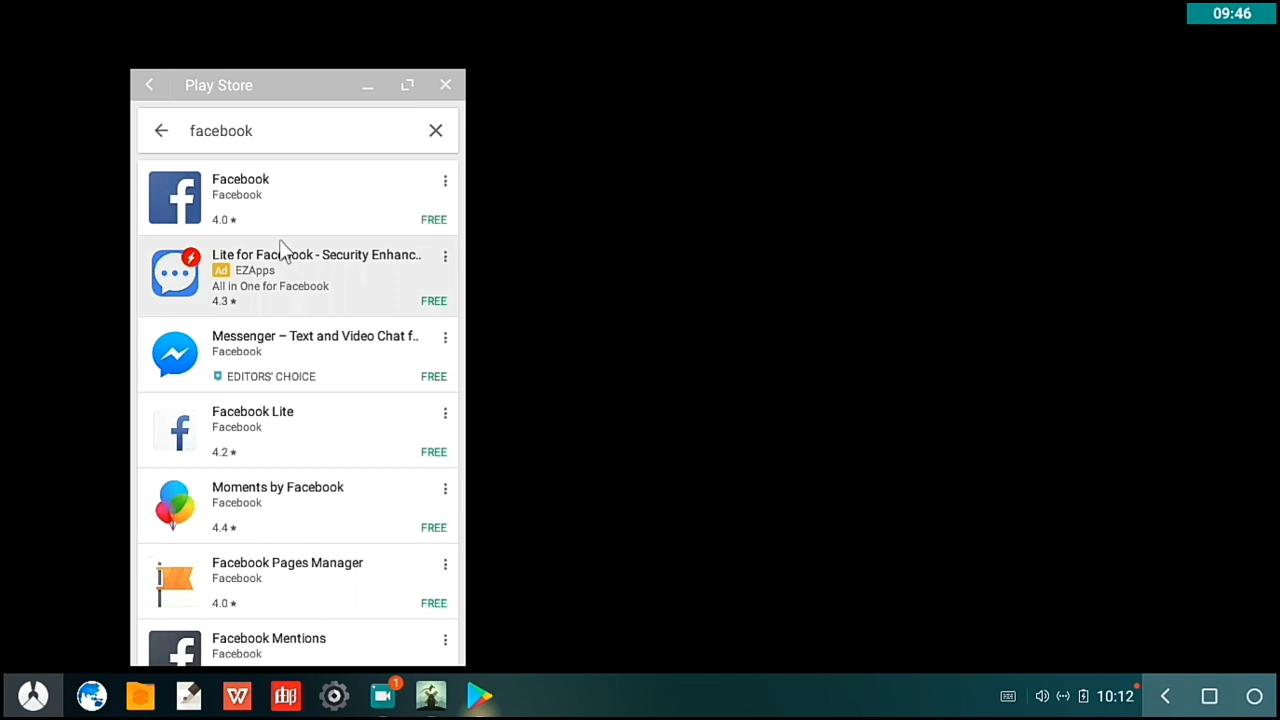 09:46
Play Store
facebook
Facebook
Facebook
4.0 ★
FREE
Lite for Facebook - Security Enhanc..
Ad EZApps
All in One for Facebook
4.3 ★
FREE
Messenger – Text and Video Chat f..
Facebook
EDITORS' CHOICE
FREE
Facebook Lite
Facebook
4.2 ★
FREE
Moments by Facebook
Facebook
4.4 ★
FREE
Facebook Pages Manager
Facebook
4.0 ★
FREE
Facebook Mentions
Facebook
1
10:12